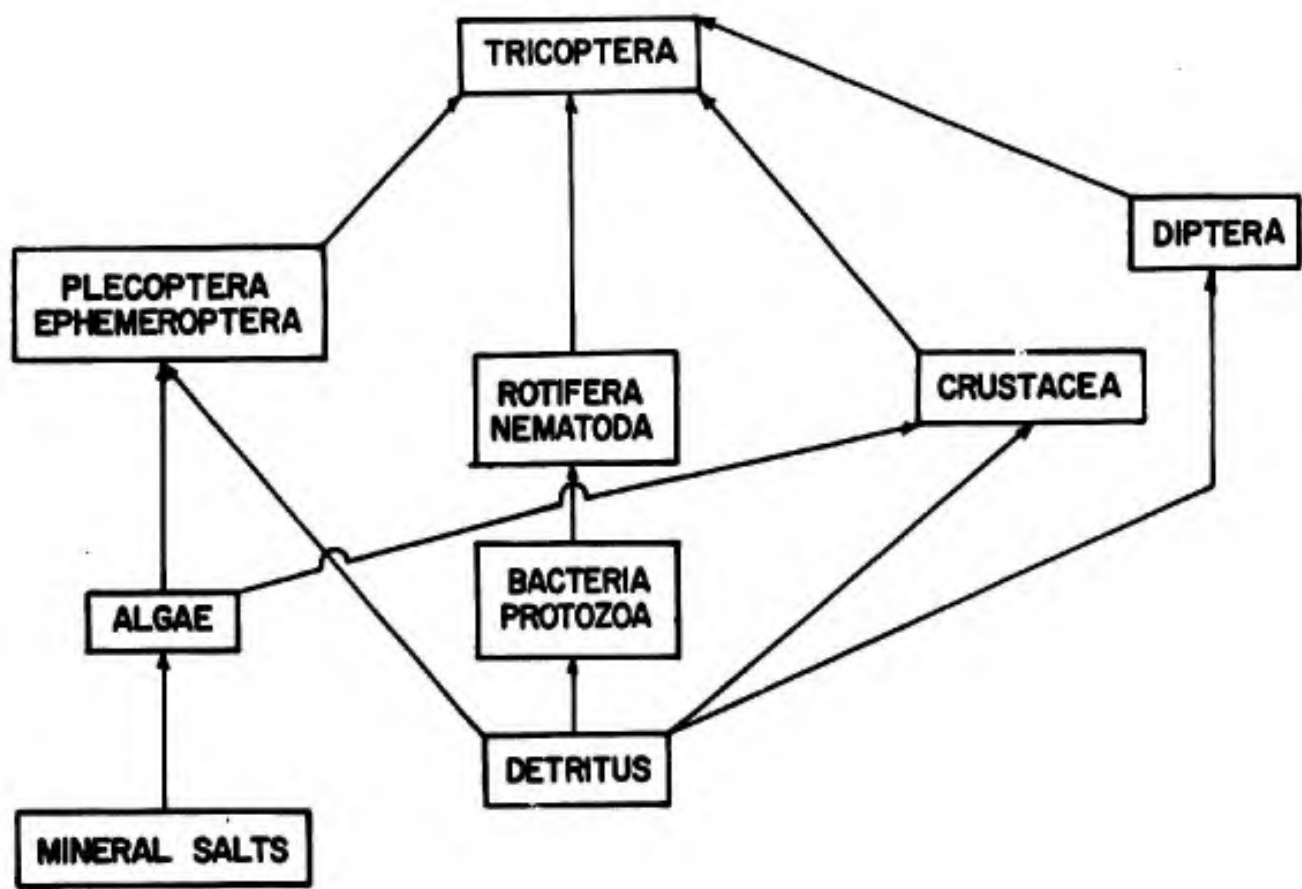 TRICOPTERA
DIPTERA
PLECOPTERA
EPHEMEROPTERA
ROTIFERA
NEMATODA
CRUSTACEA
BACTERIA
PROTOZOA
ALGAE
DETRITUS
MINERAL SALTS